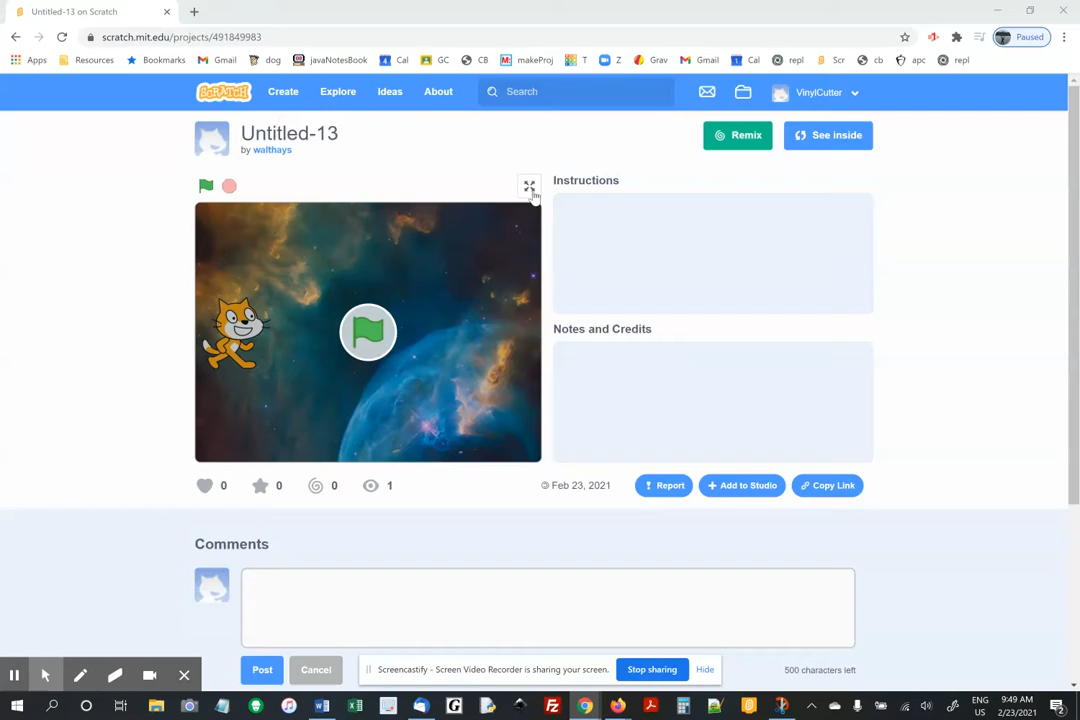 Untitled-13 on Scratch
scratch.mit.edu/projects/491849983
Paused
Apps Resources Bookmarks Gmail dog javaNotesBook Cal GC CB makeProj T Z Grav Gmail Cal repl Scr cb apc repl
SCRATCH Create Explore Ideas About Search VinylCutter
Untitled-13
by walthays
Remix See inside
Instructions
Notes and Credits
0 0 0 1
© Feb 23, 2021
Report Add to Studio Copy Link
Comments
Post Cancel
Screencastify - Screen Video Recorder is sharing your screen. Stop sharing Hide
500 characters left
ENG 9:49 AM
US 2/23/2021